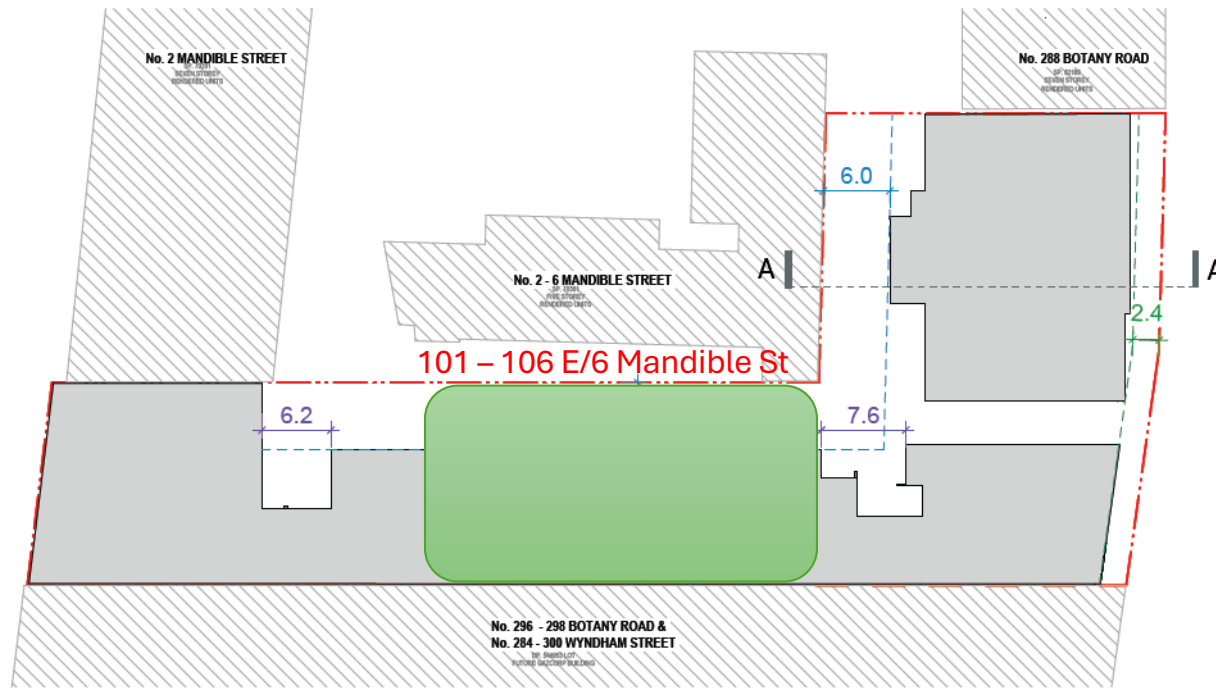 No. 2 MANDIBLE STREET
SEVEN STOREY
RENDERED UNITS
No. 288 BOTANY ROAD
SEVEN STOREY
RENDERED UNITS
6.0
A
A
No. 2 - 6 MANDIBLE STREET
FIVE STOREY
RENDERED UNITS
2.4
101 – 106 E/6 Mandible St
6.2
7.6
No. 296 - 298 BOTANY ROAD &
No. 284 - 300 WYNDHAM STREET
FUTURE GAZCORP BUILDING